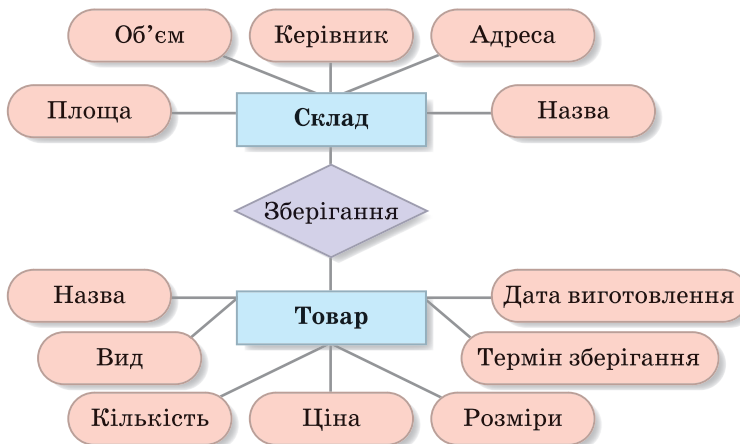 Об’єм
Керівник
Адреса
Площа
Склад
Назва
Зберігання
Назва
Товар
Дата виготовлення
Вид
Термін зберігання
Кількість
Ціна
Розміри